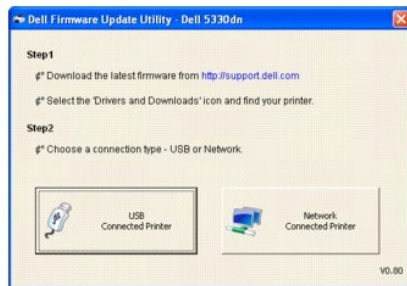 Dell Firmware Update Utility - Dell 5330dn
Step1
¢° Download the latest firmware from http://support.dell.com
¢° Select the 'Drivers and Downloads' icon and find your printer.
Step2
¢° Choose a connection type - USB or Network.
USB
Connected Printer
Network
Connected Printer
V0.80